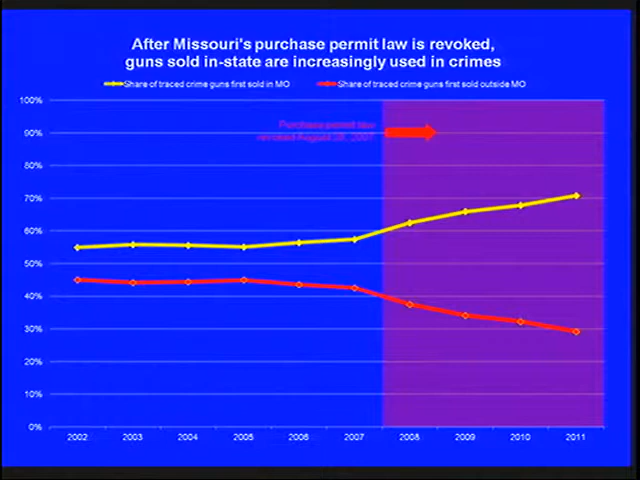 After Missouri's purchase permit law is revoked,
guns sold in-state are increasingly used in crimes
Share of traced crime guns first sold in MO
Share of traced crime guns first sold outside MO
100%
Purchase permit law
90%
revoked August 28, 2007
80%
70%
60%
50%
40%
30%
20%
10%
0%
2002 2003 2004 2005 2006 2007 2008 2009 2010 2011